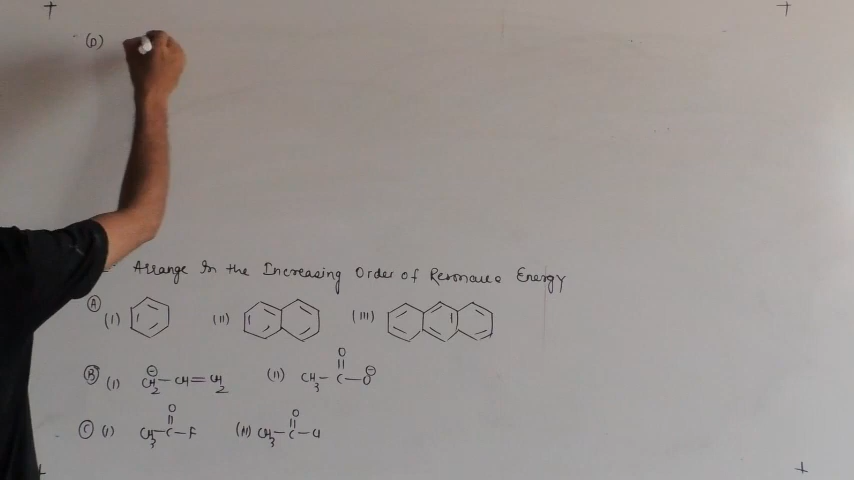 (D)
Arrange In the Increasing Order of Resonance Energy
(A) (I) (II) (III)
(B) (I) CH2⊖–CH=CH2 (II) CH3–C(=O)–O⊖
(C) (I) CH3–C(=O)–F (II) CH3–C(=O)–Cl